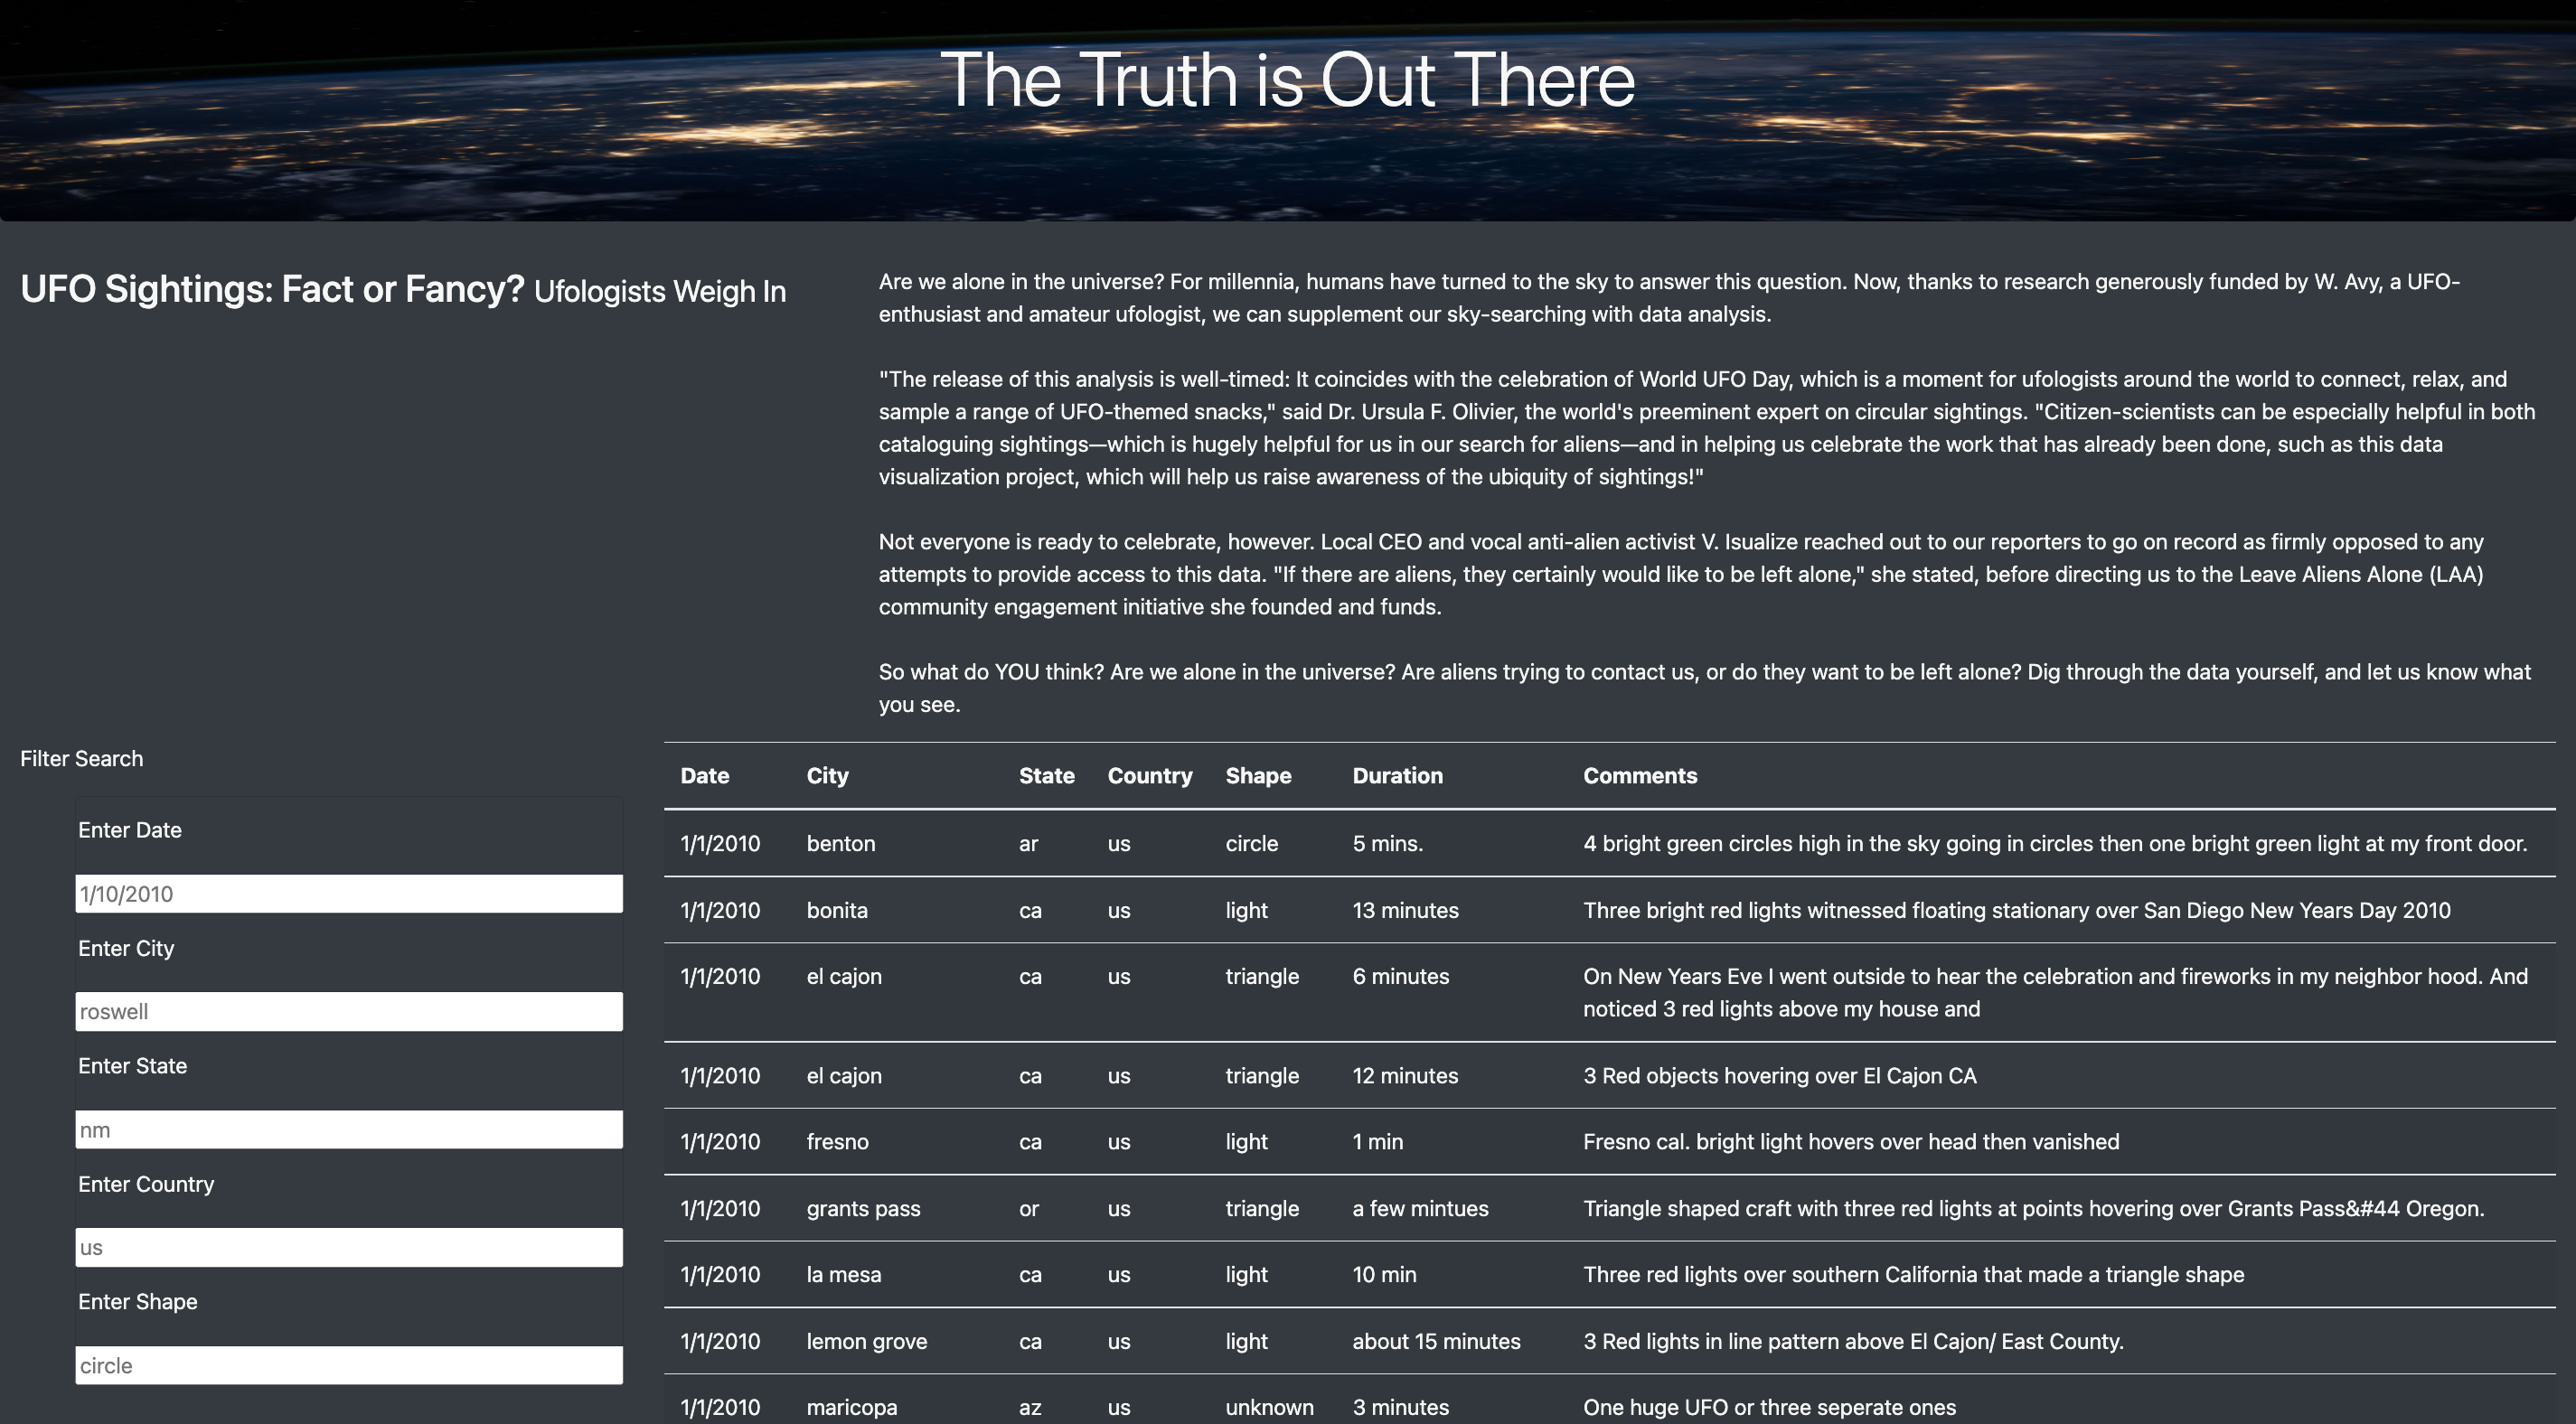 The Truth is Out There
UFO Sightings: Fact or Fancy? Ufologists Weigh In
Are we alone in the universe? For millennia, humans have turned to the sky to answer this question. Now, thanks to research generously funded by W. Avy, a UFO-
enthusiast and amateur ufologist, we can supplement our sky-searching with data analysis.
"The release of this analysis is well-timed: It coincides with the celebration of World UFO Day, which is a moment for ufologists around the world to connect, relax, and
sample a range of UFO-themed snacks," said Dr. Ursula F. Olivier, the world's preeminent expert on circular sightings. "Citizen-scientists can be especially helpful in both
cataloguing sightings—which is hugely helpful for us in our search for aliens—and in helping us celebrate the work that has already been done, such as this data
visualization project, which will help us raise awareness of the ubiquity of sightings!"
Not everyone is ready to celebrate, however. Local CEO and vocal anti-alien activist V. Isualize reached out to our reporters to go on record as firmly opposed to any
attempts to provide access to this data. "If there are aliens, they certainly would like to be left alone," she stated, before directing us to the Leave Aliens Alone (LAA)
community engagement initiative she founded and funds.
So what do YOU think? Are we alone in the universe? Are aliens trying to contact us, or do they want to be left alone? Dig through the data yourself, and let us know what
you see.
Filter Search
Enter Date
1/10/2010
Enter City
roswell
Enter State
nm
Enter Country
us
Enter Shape
circle
Date City State Country Shape Duration Comments
1/1/2010 benton ar us circle 5 mins. 4 bright green circles high in the sky going in circles then one bright green light at my front door.
1/1/2010 bonita ca us light 13 minutes Three bright red lights witnessed floating stationary over San Diego New Years Day 2010
1/1/2010 el cajon ca us triangle 6 minutes On New Years Eve I went outside to hear the celebration and fireworks in my neighbor hood. And
noticed 3 red lights above my house and
1/1/2010 el cajon ca us triangle 12 minutes 3 Red objects hovering over El Cajon CA
1/1/2010 fresno ca us light 1 min Fresno cal. bright light hovers over head then vanished
1/1/2010 grants pass or us triangle a few mintues Triangle shaped craft with three red lights at points hovering over Grants Pass&#44 Oregon.
1/1/2010 la mesa ca us light 10 min Three red lights over southern California that made a triangle shape
1/1/2010 lemon grove ca us light about 15 minutes 3 Red lights in line pattern above El Cajon/ East County.
1/1/2010 maricopa az us unknown 3 minutes One huge UFO or three seperate ones